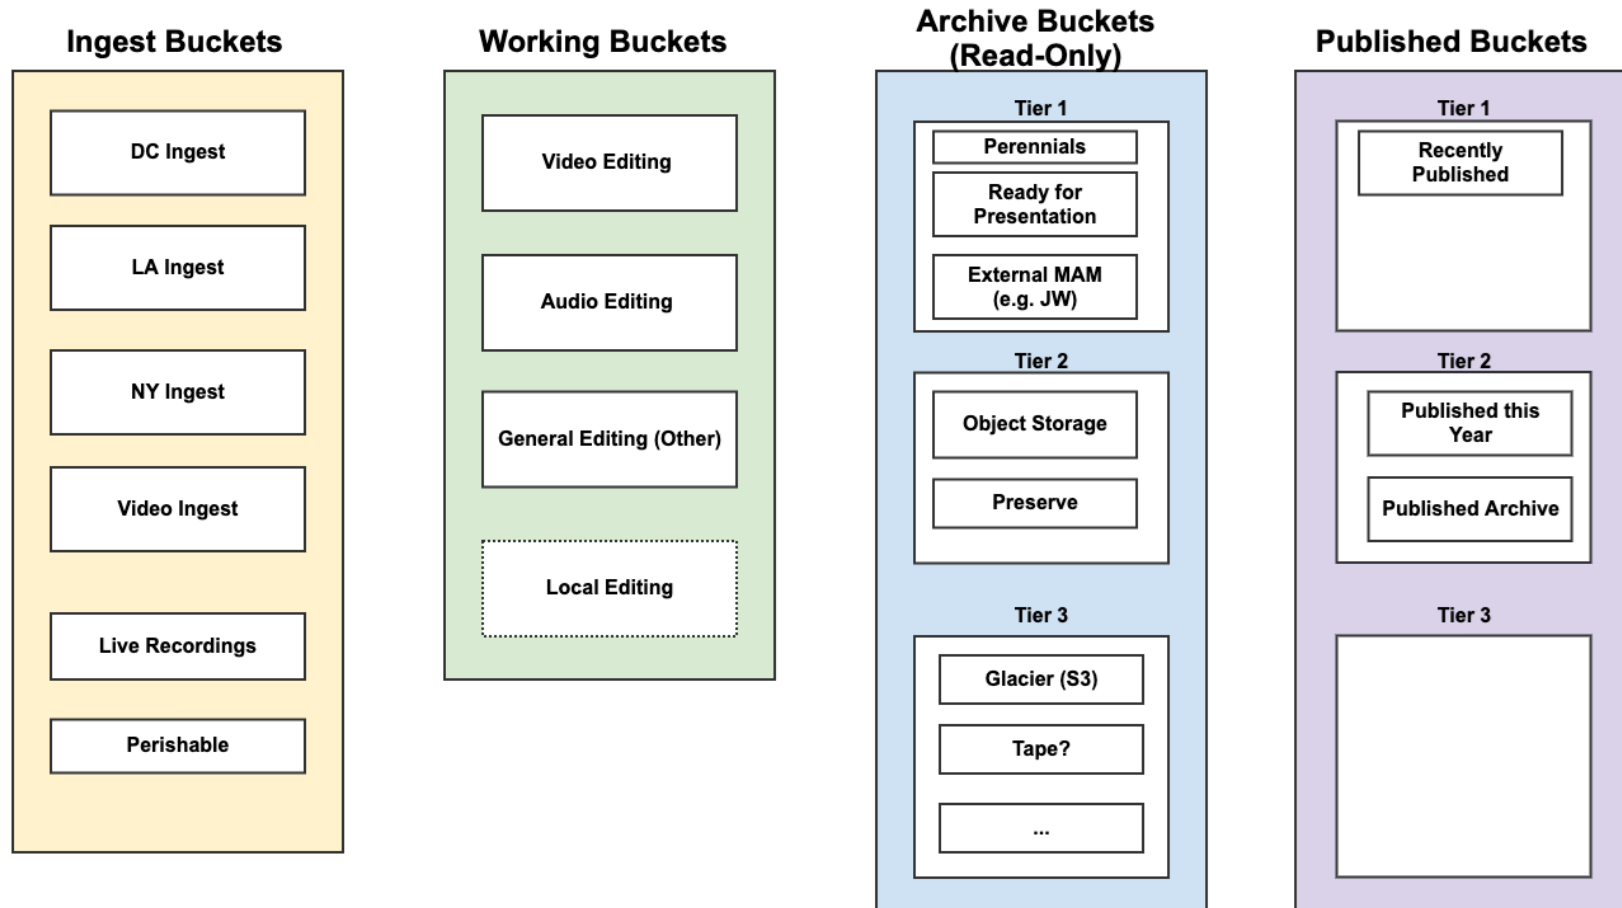 Ingest Buckets
DC Ingest
LA Ingest
NY Ingest
Video Ingest
Live Recordings
Perishable
Working Buckets
Video Editing
Audio Editing
General Editing (Other)
Local Editing
Archive Buckets
(Read-Only)
Tier 1
Perennials
Ready for
Presentation
External MAM
(e.g. JW)
Tier 2
Object Storage
Preserve
Tier 3
Glacier (S3)
Tape?
...
Published Buckets
Tier 1
Recently
Published
Tier 2
Published this
Year
Published Archive
Tier 3